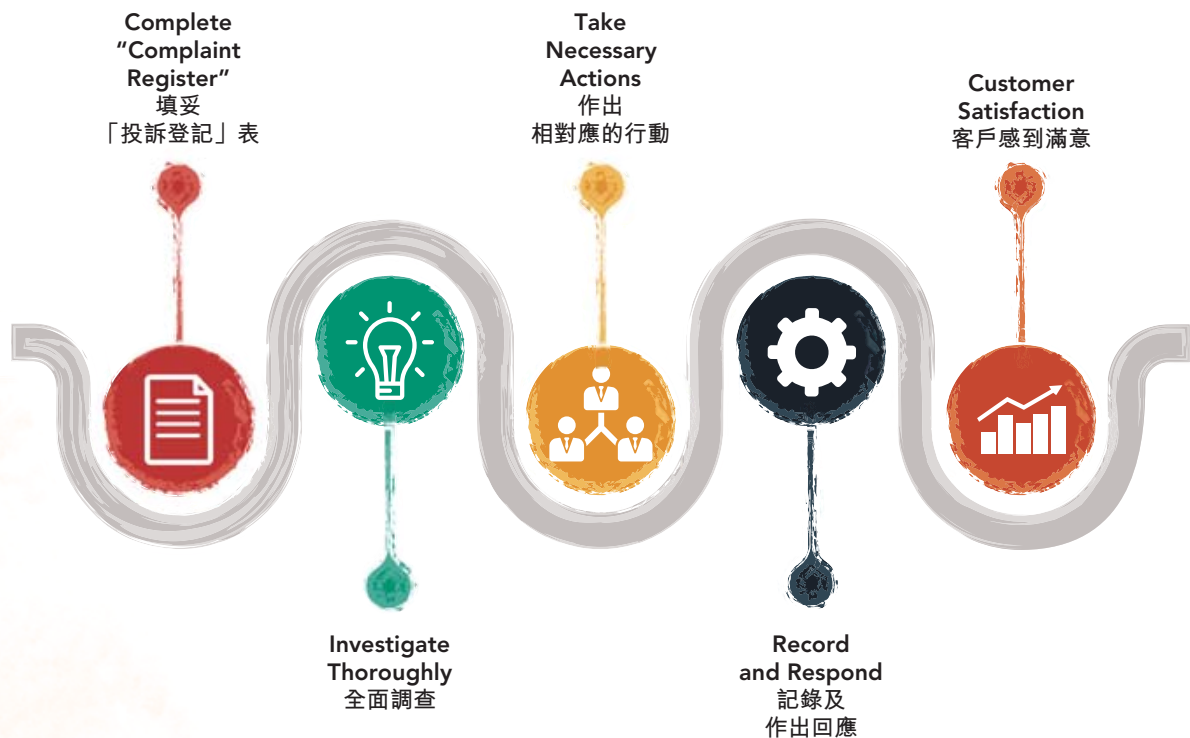 Complete
“Complaint
Register”
填妥
「投訴登記」表
Investigate
Thoroughly
全面調查
Take
Necessary
Actions
作出
相對應的行動
Record
and Respond
記錄及
作出回應
Customer
Satisfaction
客戶感到滿意